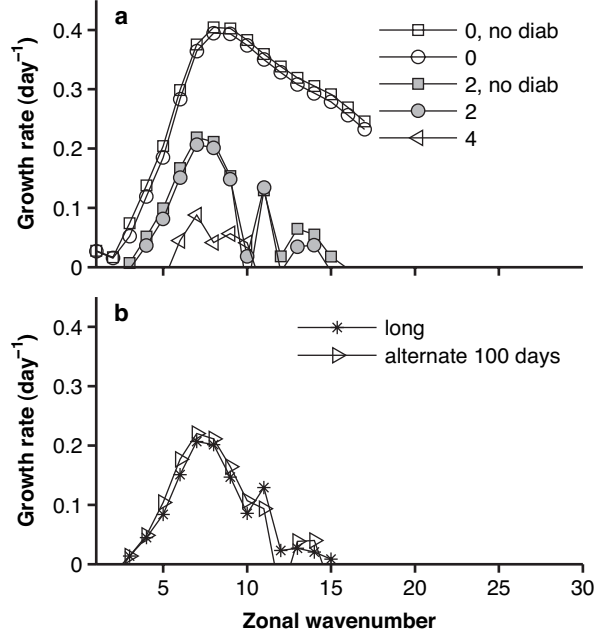 a
0.4
0.3
0.2
0.1
0
Growth rate (day⁻¹)
0, no diab
0
2, no diab
2
4
b
0.4
0.3
0.2
0.1
0
Growth rate (day⁻¹)
long
alternate 100 days
5 10 15 20 25 30
Zonal wavenumber